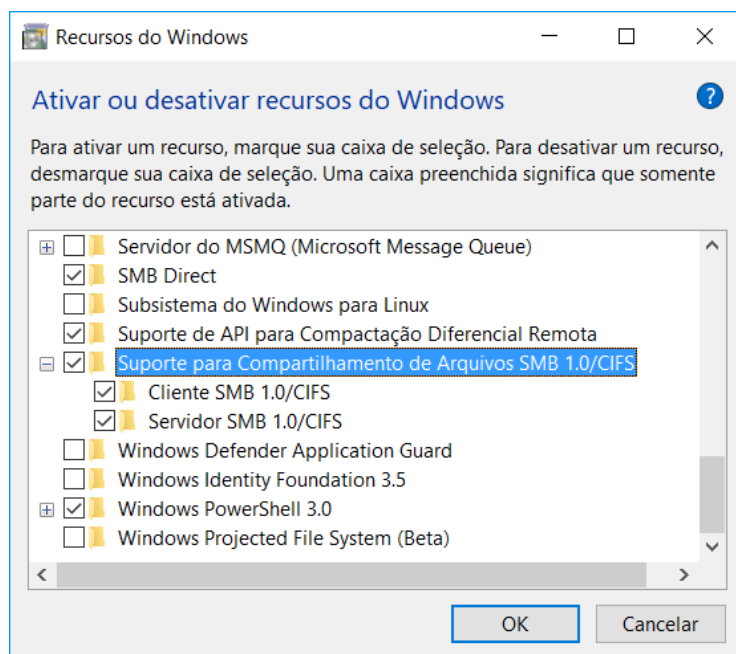 Recursos do Windows
Ativar ou desativar recursos do Windows
?
Para ativar um recurso, marque sua caixa de seleção. Para desativar um recurso,
desmarque sua caixa de seleção. Uma caixa preenchida significa que somente
parte do recurso está ativada.
Servidor do MSMQ (Microsoft Message Queue)
SMB Direct
Subsistema do Windows para Linux
Suporte de API para Compactação Diferencial Remota
Suporte para Compartilhamento de Arquivos SMB 1.0/CIFS
Cliente SMB 1.0/CIFS
Servidor SMB 1.0/CIFS
Windows Defender Application Guard
Windows Identity Foundation 3.5
Windows PowerShell 3.0
Windows Projected File System (Beta)
OK Cancelar